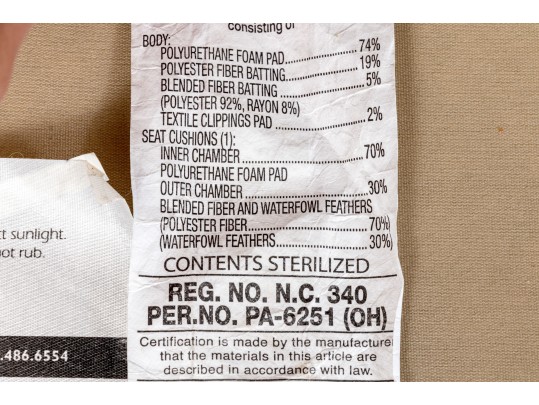 consisting of
BODY:
POLYURETHANE FOAM PAD....................74%
POLYESTER FIBER BATTING..................19%
BLENDED FIBER BATTING ....................5%
(POLYESTER 92%, RAYON 8%)
TEXTILE CLIPPINGS PAD ......................2%
SEAT CUSHIONS (1):
INNER CHAMBER ..............................70%
POLYURETHANE FOAM PAD
OUTER CHAMBER ..............................30%
BLENDED FIBER AND WATERFOWL FEATHERS
(POLYESTER FIBER.............................70%)
(WATERFOWL FEATHERS......................30%)
CONTENTS STERILIZED
REG. NO. N.C. 340
PER.NO. PA-6251 (OH)
Certification is made by the manufacturer
that the materials in this article are
described in accordance with law.
sunlight.
rub.
.486.6554